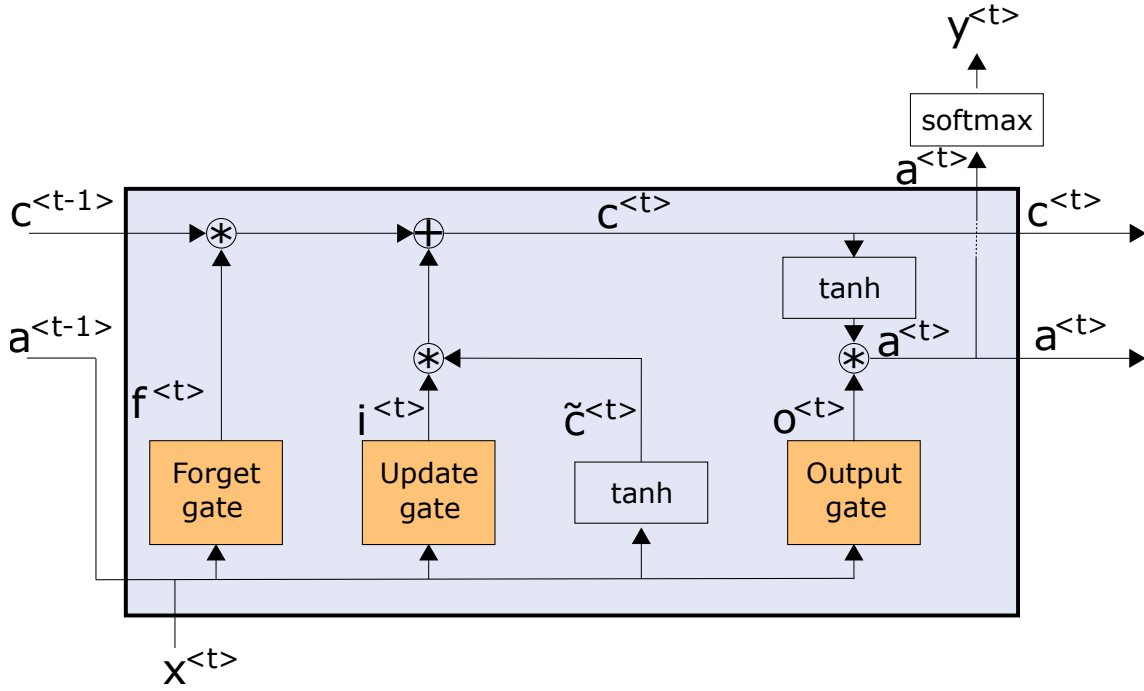 y<t>
softmax
a<t>
c<t-1>
c<t>
c<t>
*
+
tanh
a<t-1>
a<t>
a<t>
*
*
f<t>
i<t>
c̃<t>
o<t>
Forget
gate
Update
gate
tanh
Output
gate
x<t>